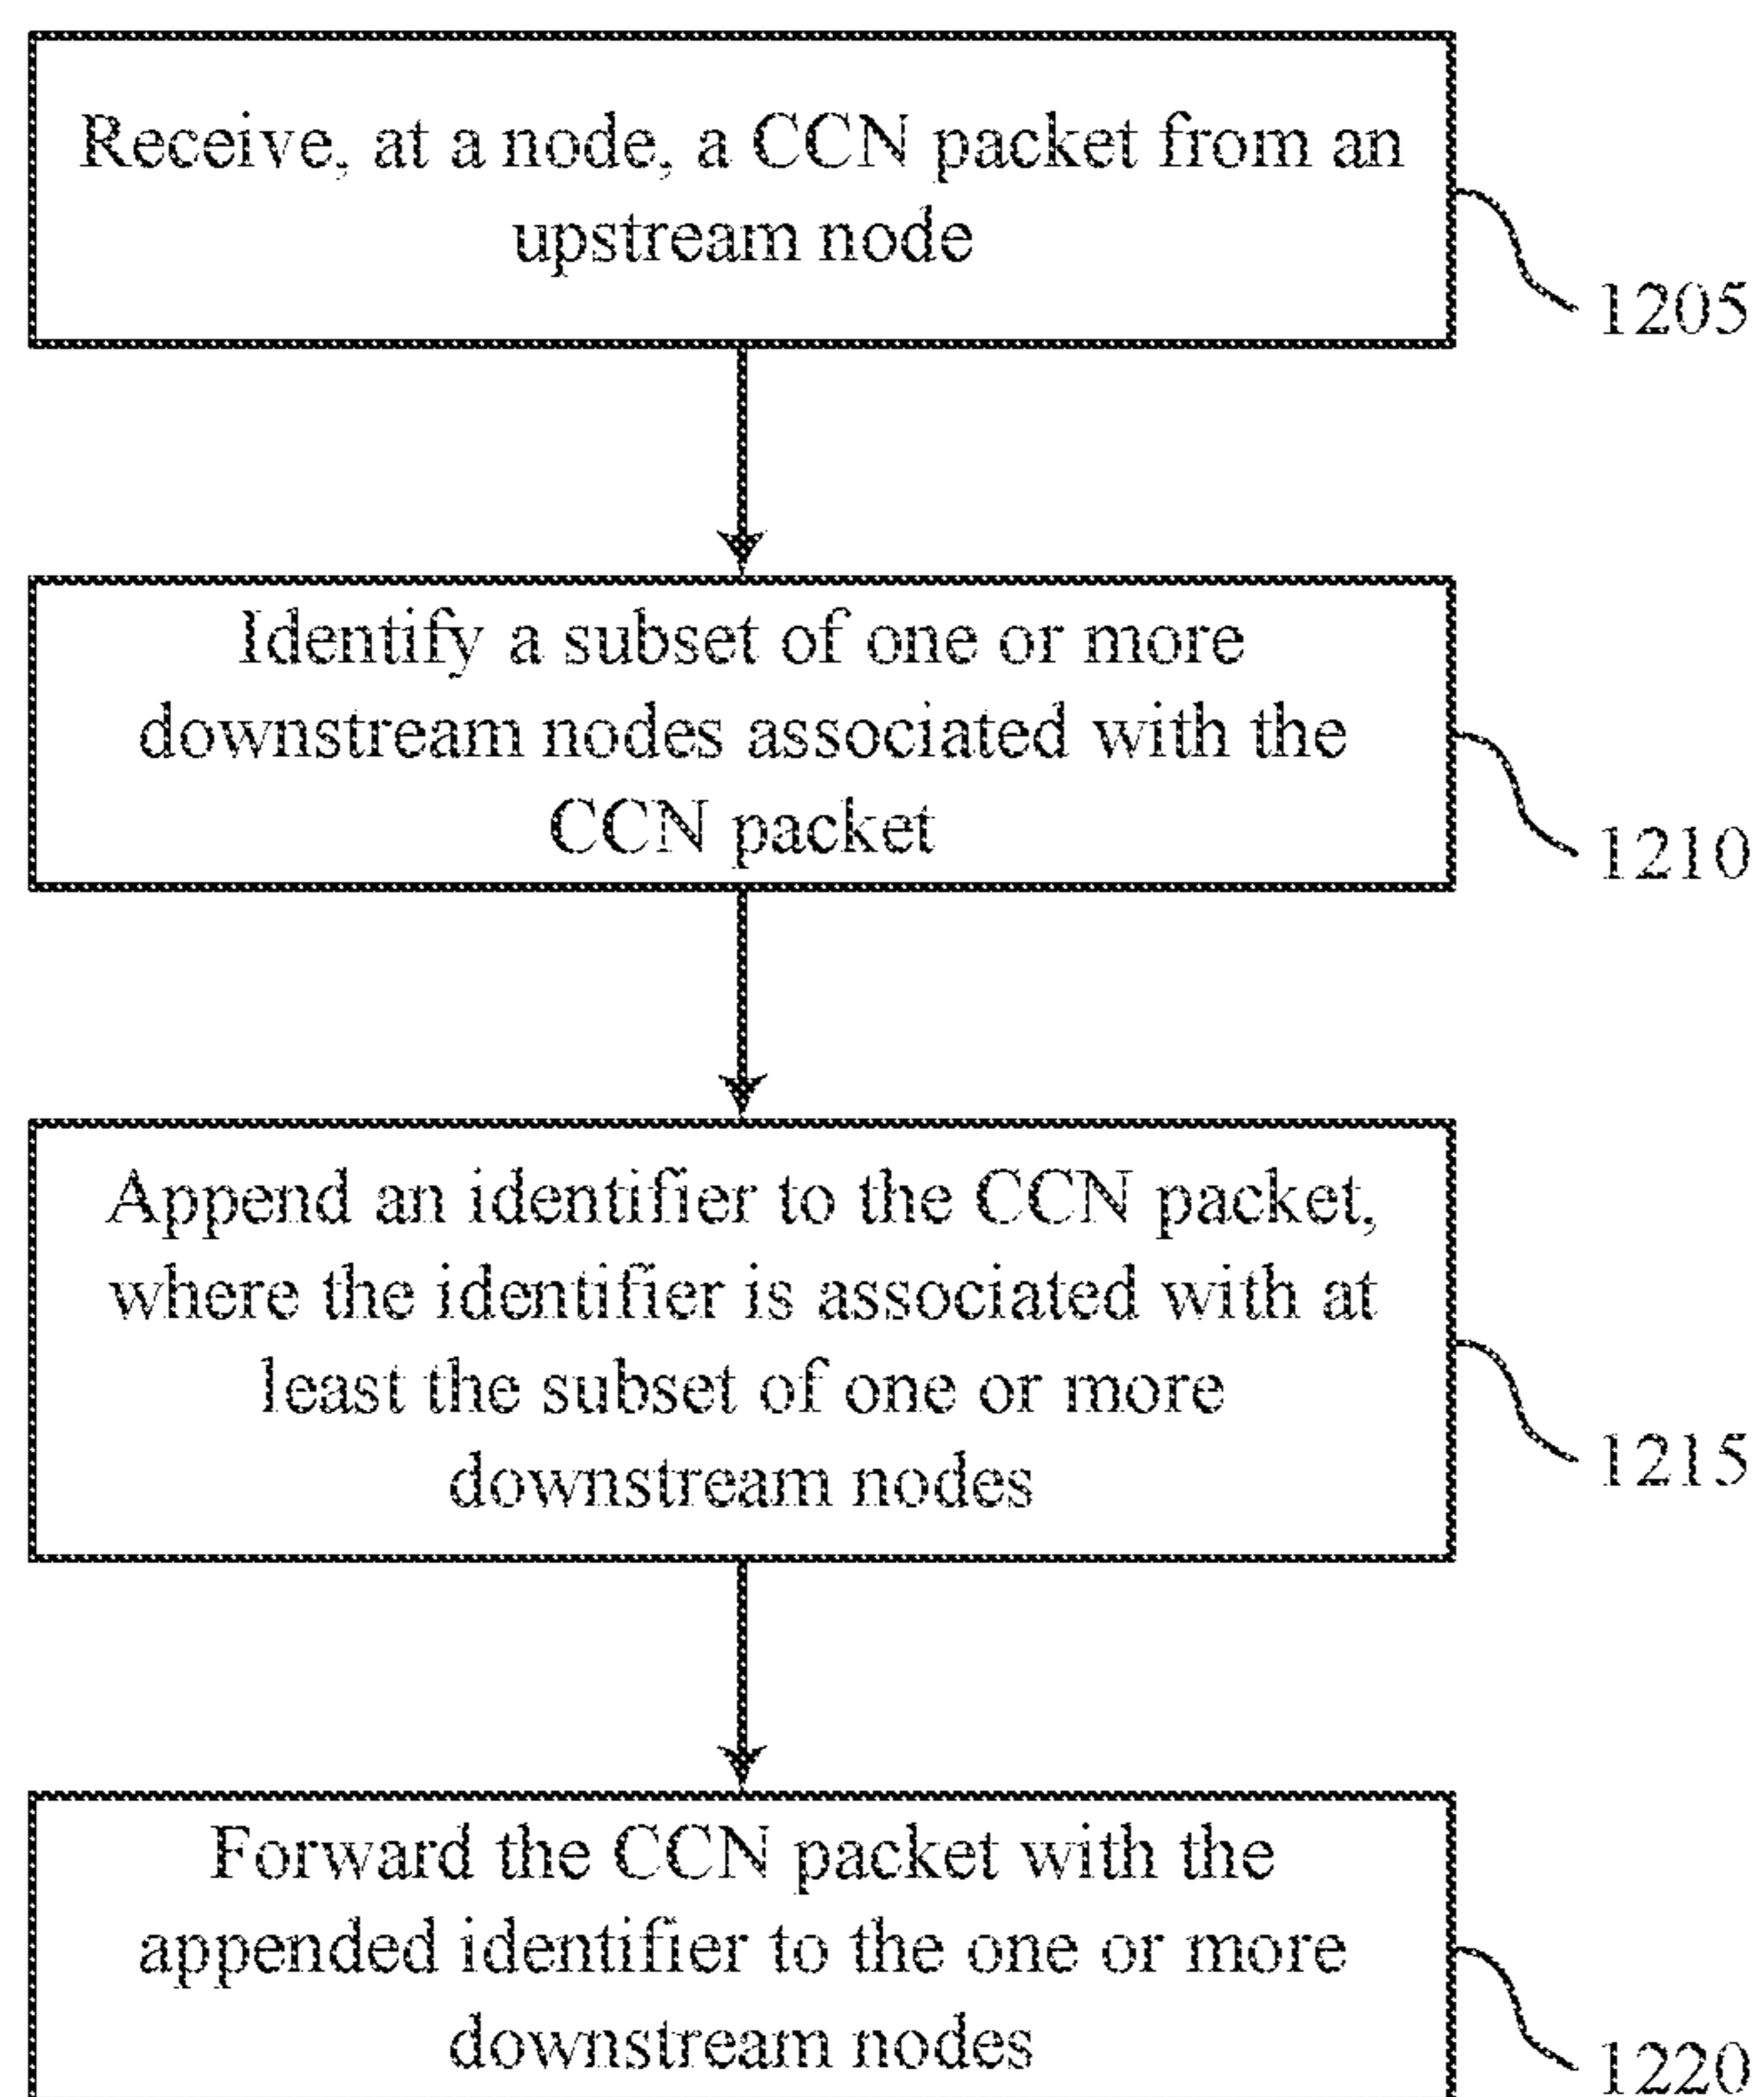 Receive, at a node, a CCN packet from an
upstream node
1205
Identify a subset of one or more
downstream nodes associated with the
CCN packet
1210
Append an identifier to the CCN packet,
where the identifier is associated with at
least the subset of one or more
downstream nodes
1215
Forward the CCN packet with the
appended identifier to the one or more
downstream nodes
1220